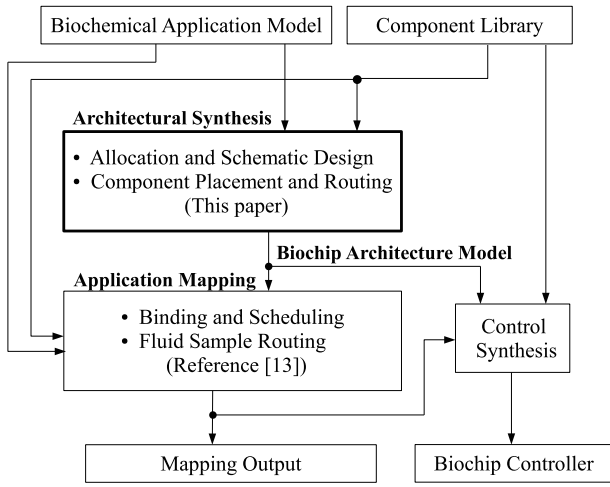 Biochemical Application Model
Component Library
Architectural Synthesis
• Allocation and Schematic Design
• Component Placement and Routing
(This paper)
Biochip Architecture Model
Application Mapping
• Binding and Scheduling
• Fluid Sample Routing
(Reference [13])
Control
Synthesis
Mapping Output
Biochip Controller